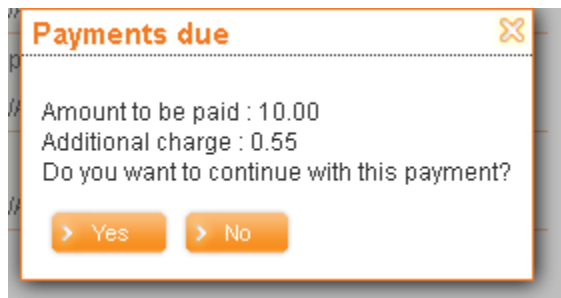 Payments due
Amount to be paid : 10.00
Additional charge : 0.55
Do you want to continue with this payment?
Yes
No